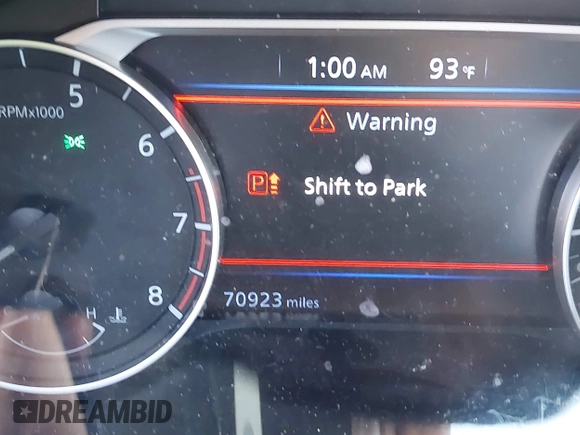 1:00 AM 93 °F
5
RPMx1000
Warning
6
P
Shift to Park
7
8
70923 miles
H
DREAMBID